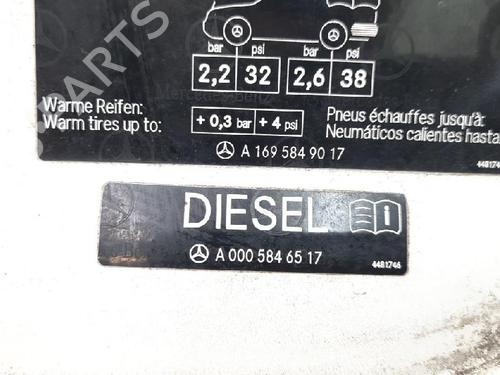 bar psi bar psi
2,2 32 2,6 38
Warme Reifen:
Warm tires up to:
+ 0,3 bar + 4 psi
Pneus échauffes jusqu'à:
Neumáticos calientes hasta
A 169 584 90 17
DIESEL
A 000 584 65 17
4481746
PARTS